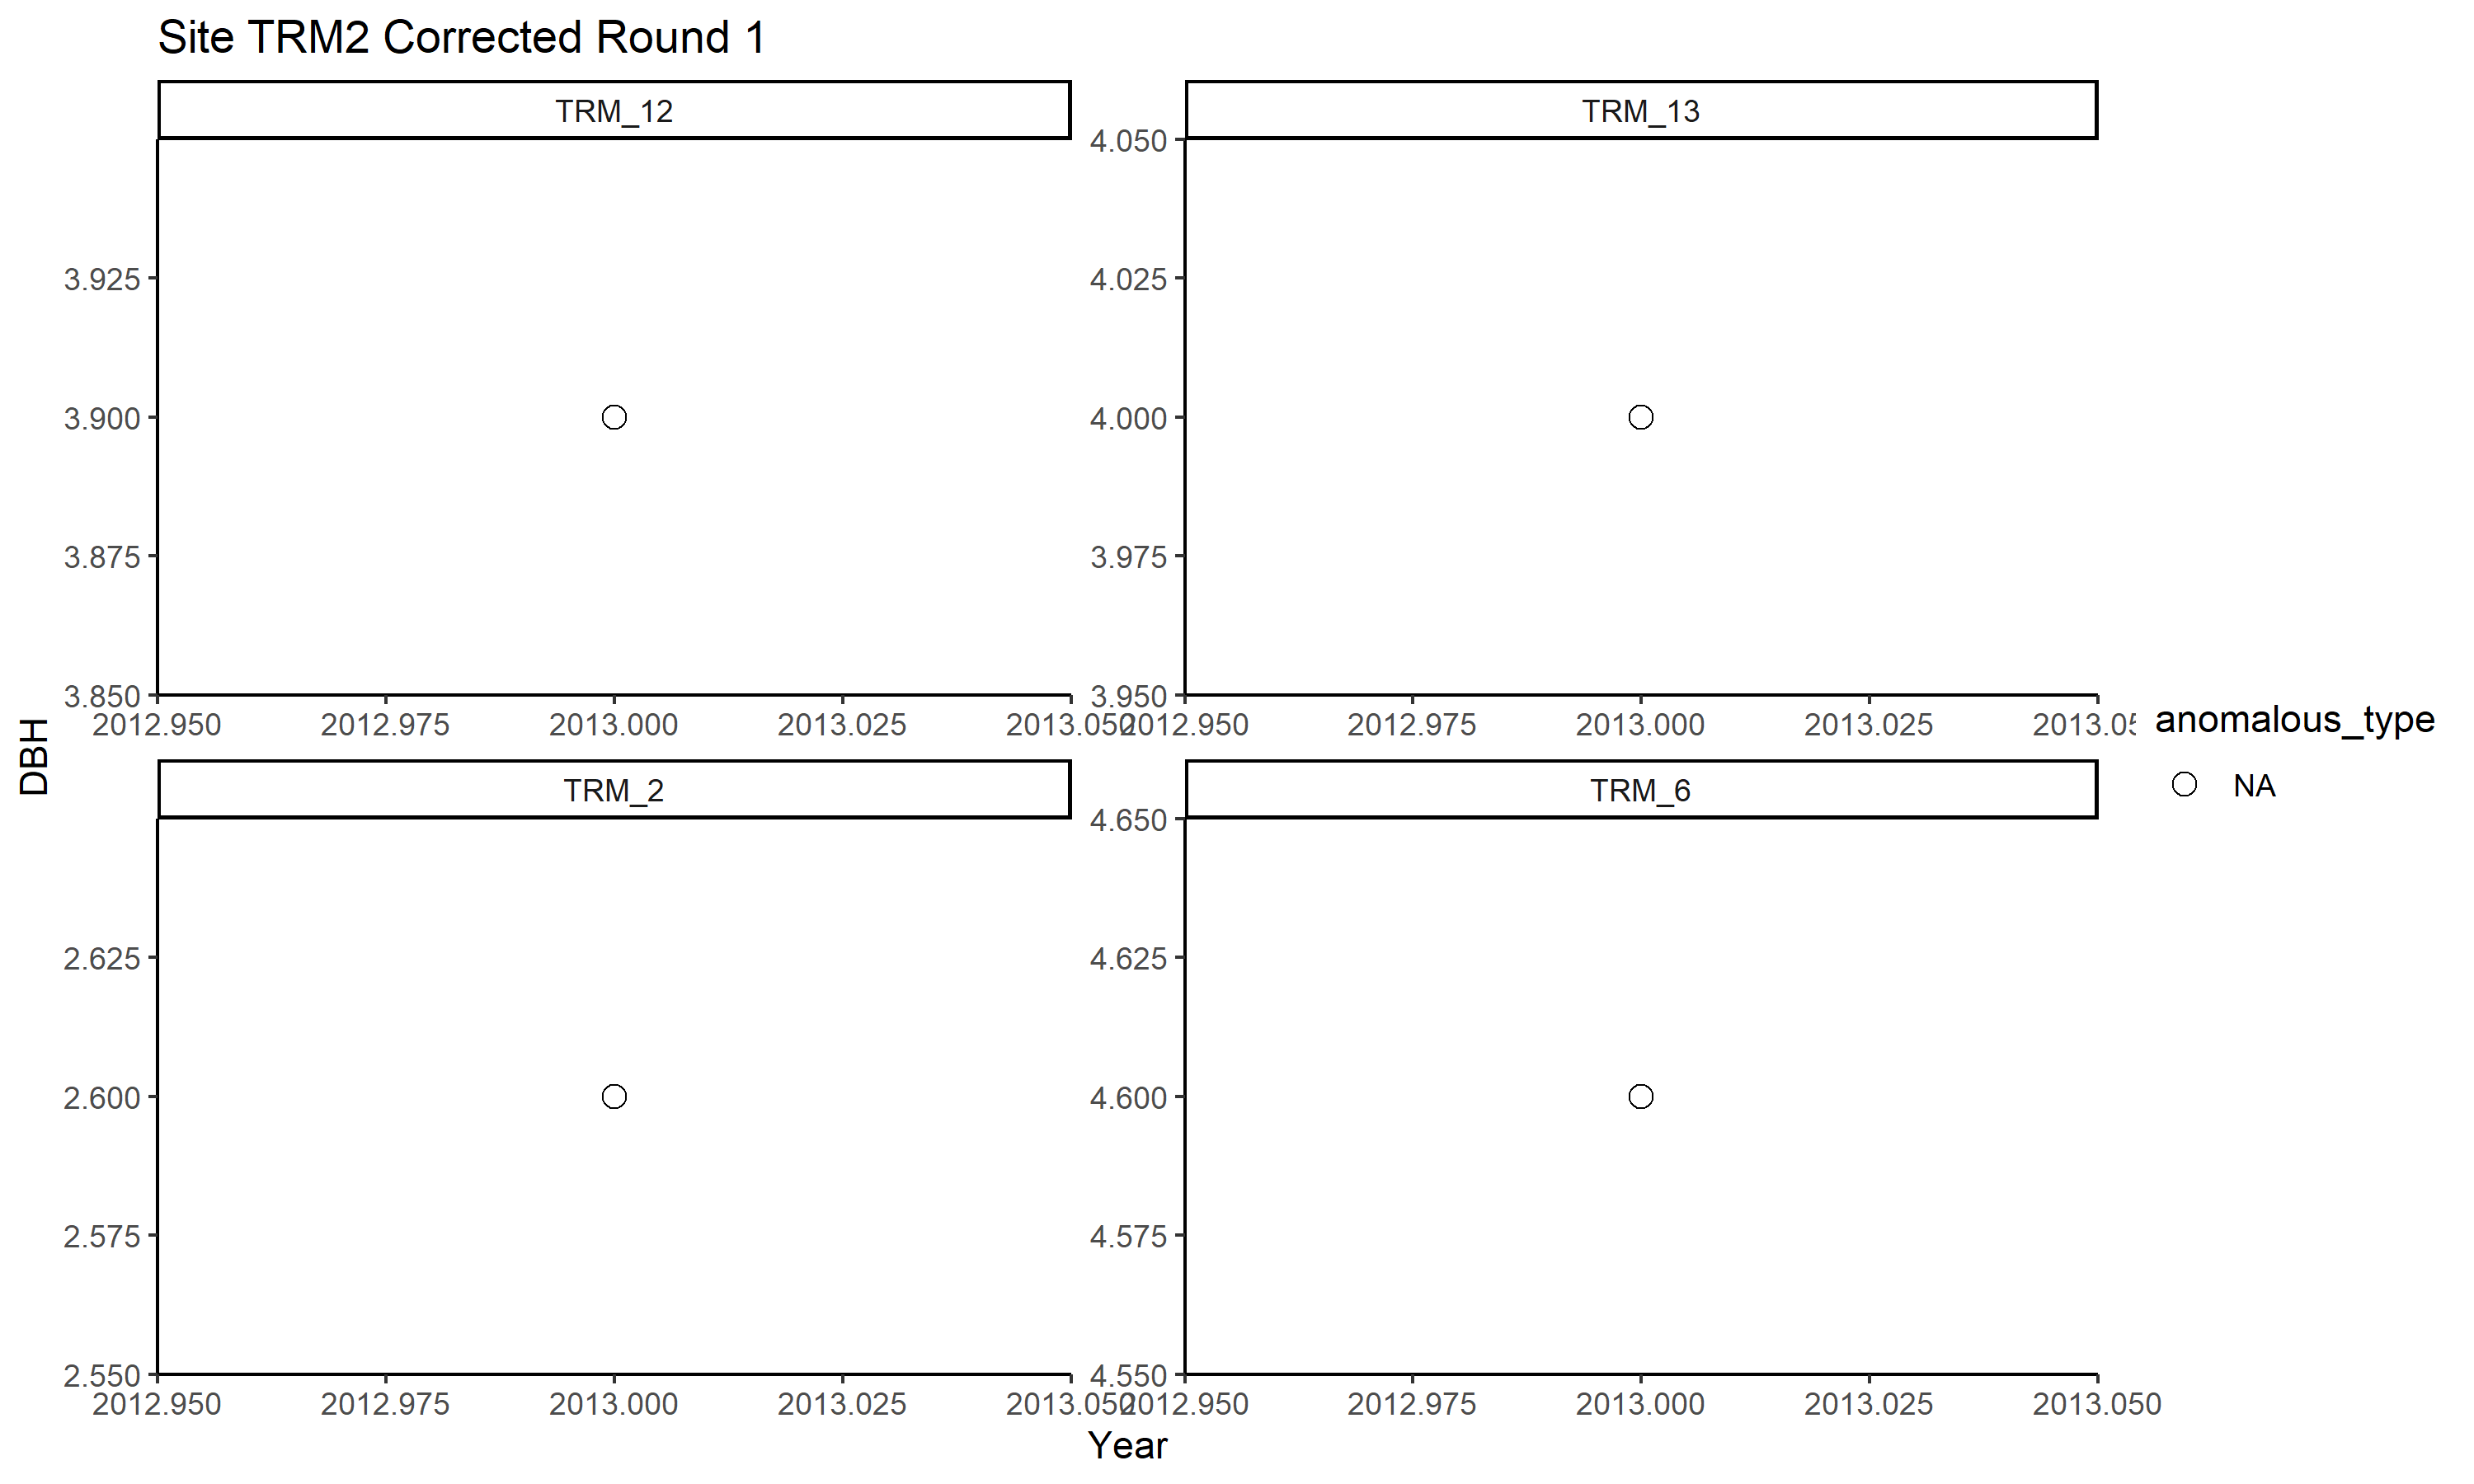 Site TRM2 Corrected Round 1
TRM_12
3.925
3.900
3.875
3.850
2012.950 2012.975 2013.000 2013.025 2013.050
TRM_13
4.050
4.025
4.000
3.975
3.950
2012.950 2012.975 2013.000 2013.025 2013.05
DBH
TRM_2
2.625
2.600
2.575
2.550
2012.950 2012.975 2013.000 2013.025 2013.050
TRM_6
4.650
4.625
4.600
4.575
4.550
2012.950 2012.975 2013.000 2013.025 2013.050
Year
anomalous_type
NA